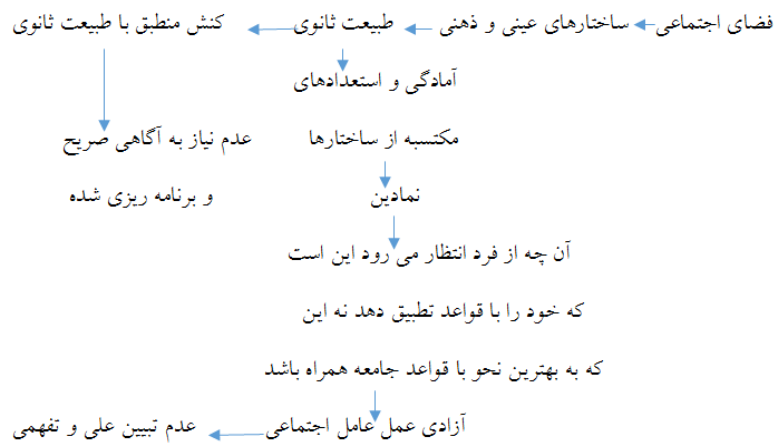 فضای اجتماعی ساختارهای عینی و ذهنی طبیعت ثانوی کنش منطبق با طبیعت ثانوی
آمادگی و استعدادهای
مکتسبه از ساختارها عدم نیاز به آگاهی صریح
نمادین و برنامه ریزی شده
آن چه از فرد انتظار می رود این است
که خود را با قواعد تطبیق دهد نه این
که به بهترین نحو با قواعد جامعه همراه باشد
آزادی عمل عامل اجتماعی عدم تبیین علی و تفهمی